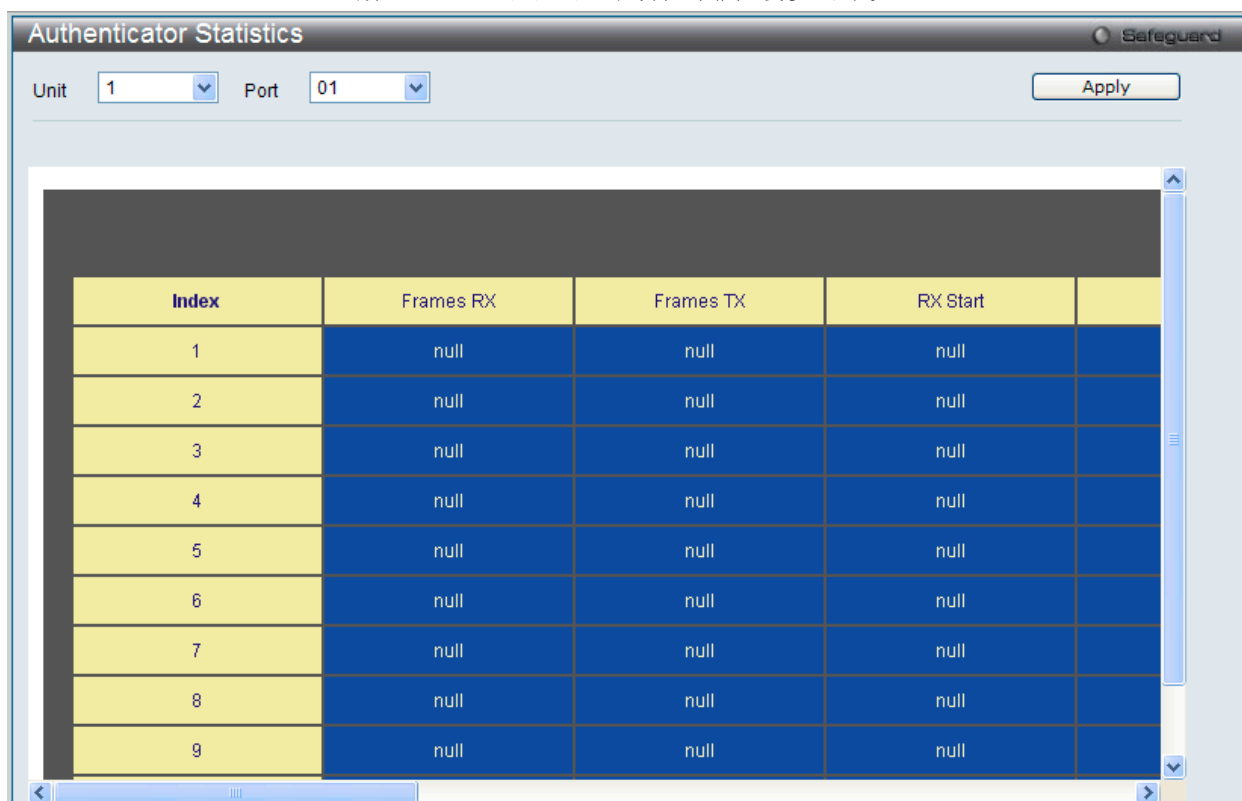 Authenticator Statistics
Safeguard
Unit 1 Port 01 Apply
Index Frames RX Frames TX RX Start
1 null null null
2 null null null
3 null null null
4 null null null
5 null null null
6 null null null
7 null null null
8 null null null
9 null null null